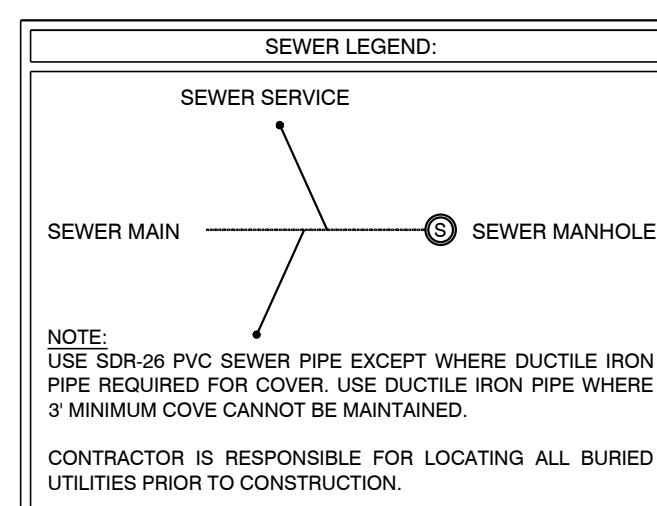 SEWER LEGEND:
SEWER SERVICE
SEWER MAIN
S
SEWER MANHOLE
NOTE:
USE SDR-26 PVC SEWER PIPE EXCEPT WHERE DUCTILE IRON
PIPE REQUIRED FOR COVER. USE DUCTILE IRON PIPE WHERE
3' MINIMUM COVE CANNOT BE MAINTAINED.
CONTRACTOR IS RESPONSIBLE FOR LOCATING ALL BURIED
UTILITIES PRIOR TO CONSTRUCTION.